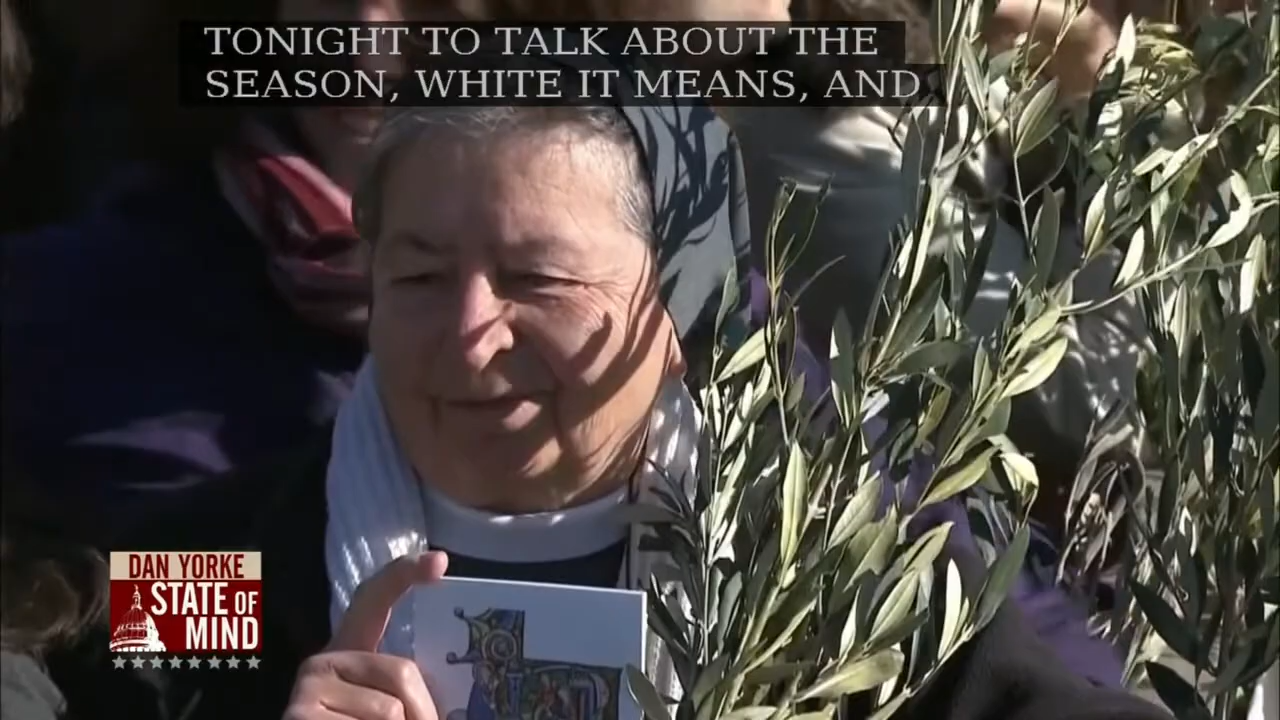 TONIGHT TO TALK ABOUT THE
SEASON, WHITE IT MEANS, AND
DAN YORKE
STATE OF
MIND